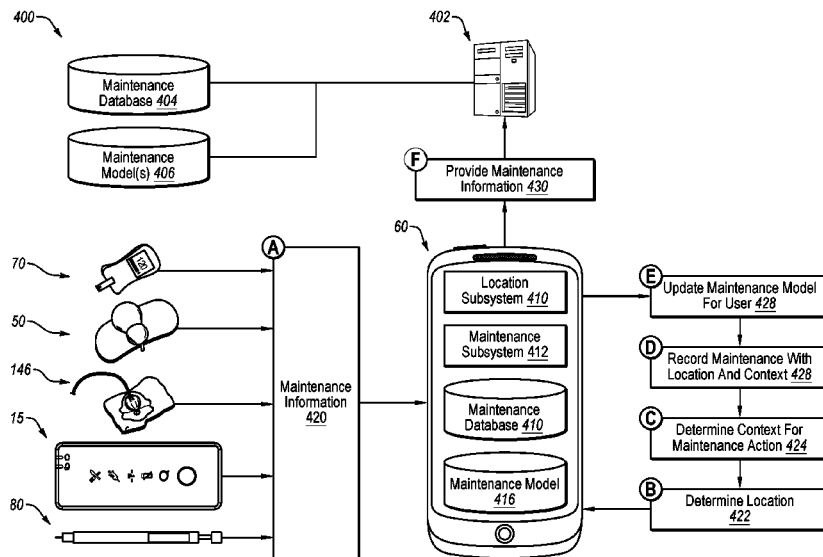 400
402
Maintenance
Database 404
Maintenance
Model(s) 406
F
Provide Maintenance
Information 430
60
A
70
120
50
146
15
80
Maintenance
Information
420
Location
Subsystem 410
Maintenance
Subsystem 412
Maintenance
Database 410
Maintenance
Model 416
E
Update Maintenance Model
For User 428
D
Record Maintenance With
Location And Context 428
C
Determine Context For
Maintenance Action 424
B
Determine Location
422